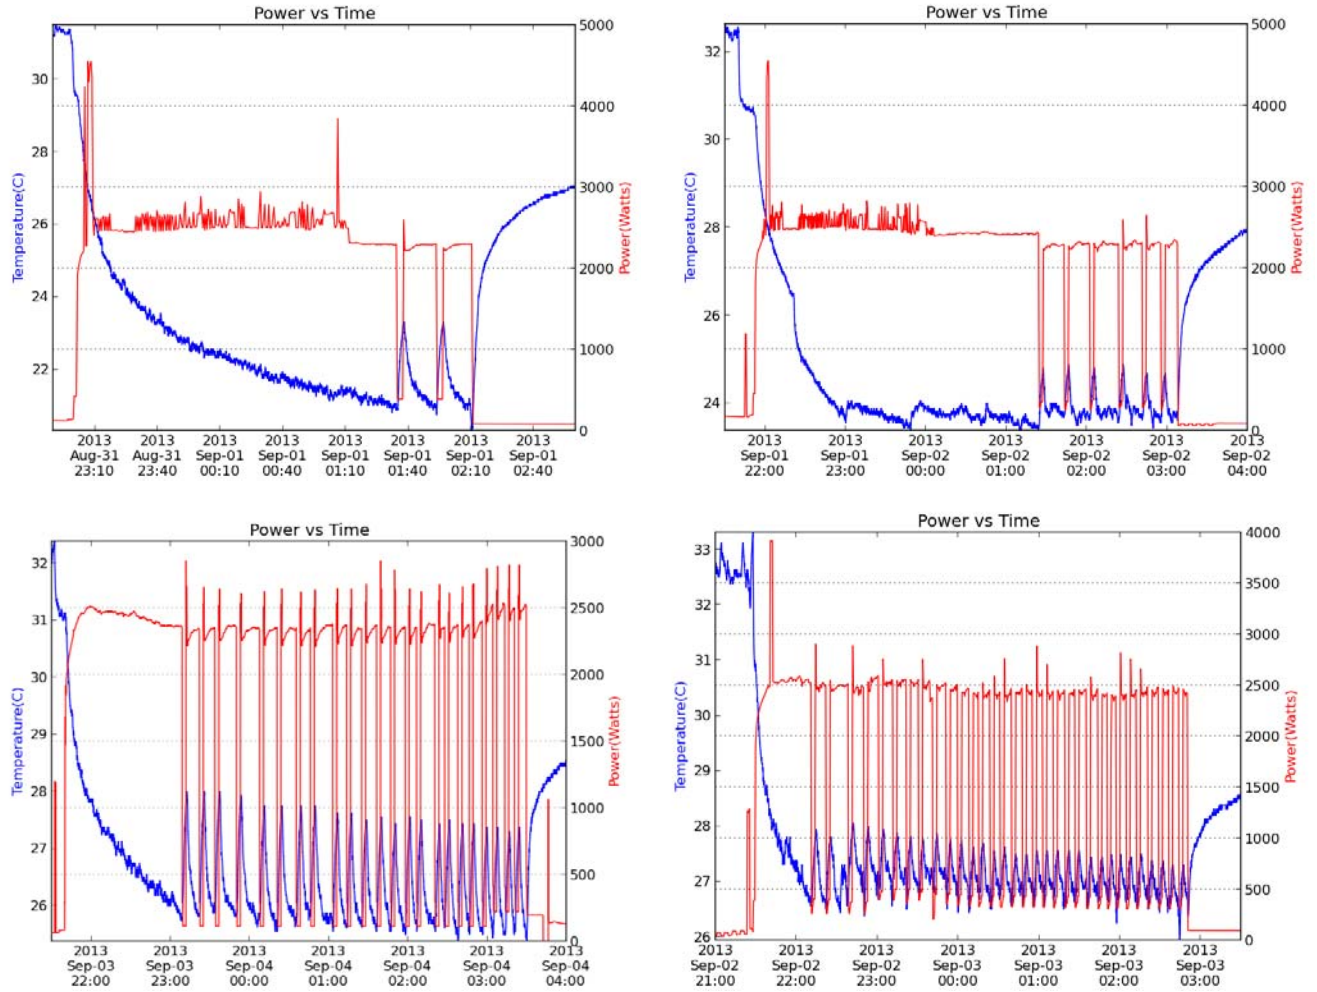 Power vs Time
30
28
26
24
22
5000
4000
3000
2000
1000
0
Temperature(C)
Power(Watts)
2013 Aug-31 23:10
2013 Aug-31 23:40
2013 Sep-01 00:10
2013 Sep-01 00:40
2013 Sep-01 01:10
2013 Sep-01 01:40
2013 Sep-01 02:10
2013 Sep-01 02:40
Power vs Time
32
30
28
26
24
5000
4000
3000
2000
1000
0
Temperature(C)
Power(Watts)
2013 Sep-01 22:00
2013 Sep-01 23:00
2013 Sep-02 00:00
2013 Sep-02 01:00
2013 Sep-02 02:00
2013 Sep-02 03:00
2013 Sep-02 04:00
Power vs Time
32
31
30
29
28
27
26
3000
2500
2000
1500
1000
500
0
Temperature(C)
Power(Watts)
2013 Sep-03 22:00
2013 Sep-03 23:00
2013 Sep-04 00:00
2013 Sep-04 01:00
2013 Sep-04 02:00
2013 Sep-04 03:00
2013 Sep-04 04:00
Power vs Time
33
32
31
30
29
28
27
26
4000
3500
3000
2500
2000
1500
1000
500
0
Temperature(C)
Power(Watts)
2013 Sep-02 21:00
2013 Sep-02 22:00
2013 Sep-02 23:00
2013 Sep-03 00:00
2013 Sep-03 01:00
2013 Sep-03 02:00
2013 Sep-03 03:00